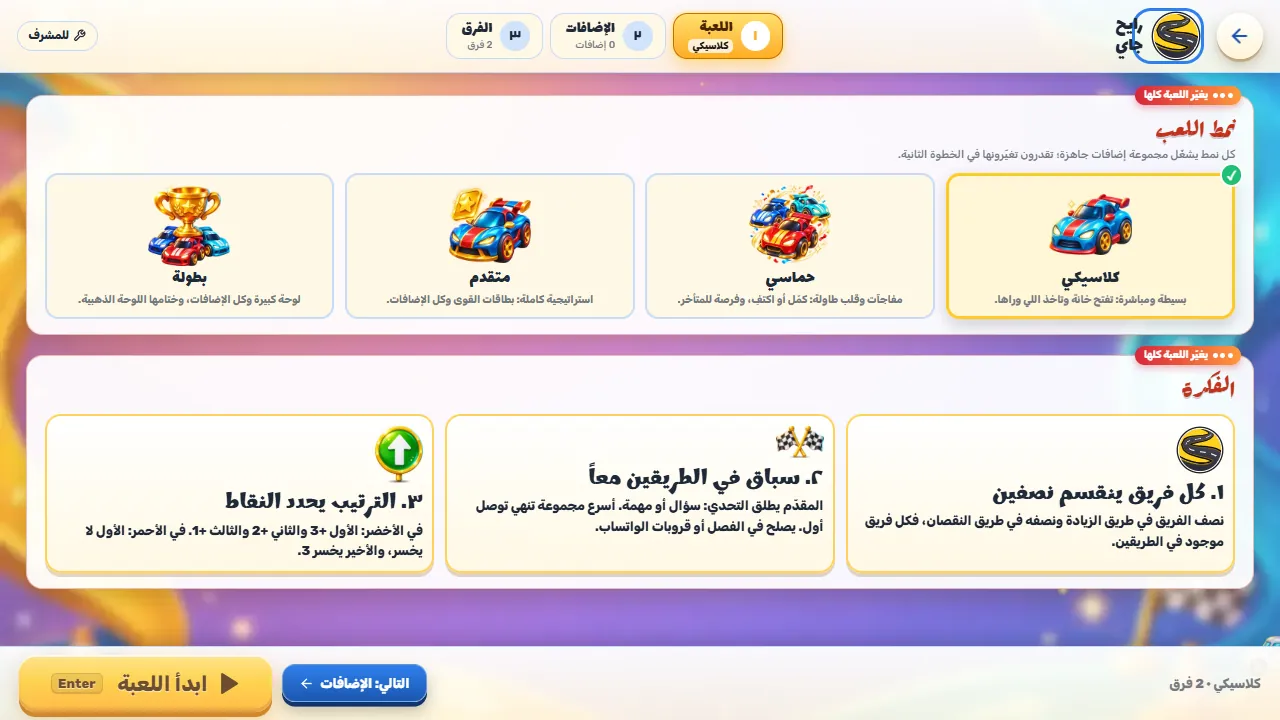 رايح
جاي
١
اللعبة
كلاسيكي
٢
الإضافات
0 إضافات
٣
الفرق
2 فرق
للمشرف
يغيّر اللعبة كلها
نمط اللعب
كل نمط يشغّل مجموعة إضافات جاهزة؛ تقدرون تغيّرونها في الخطوة الثانية.
كلاسيكي
بسيطة ومباشرة: تفتح خانة وتاخذ اللي وراها.
حماسي
مفاجآت وقلب طاولة: كمّل أو اكتفِ، وفرصة للمتأخر.
متقدم
استراتيجية كاملة: بطاقات القوى وكل الإضافات.
بطولة
لوحة كبيرة وكل الإضافات، وختامها اللوحة الذهبية.
يغيّر اللعبة كلها
الفكرة
١. كل فريق ينقسم نصفين
نصف الفريق في طريق الزيادة ونصفه في طريق النقصان، فكل فريق
موجود في الطريقين.
٢. سباق في الطريقين معاً
المقدّم يطلق التحدي: سؤال أو مهمة. أسرع مجموعة تنهي توصل
أول. يصلح في الفصل أو قروبات الواتساب.
٣. الترتيب يحدد النقاط
في الأخضر: الأول +3 والثاني +2 والثالث +1. في الأحمر: الأول لا
يخسر، والأخير يخسر 3.
كلاسيكي • 2 فرق
التالي: الإضافات ←
ابدأ اللعبة Enter